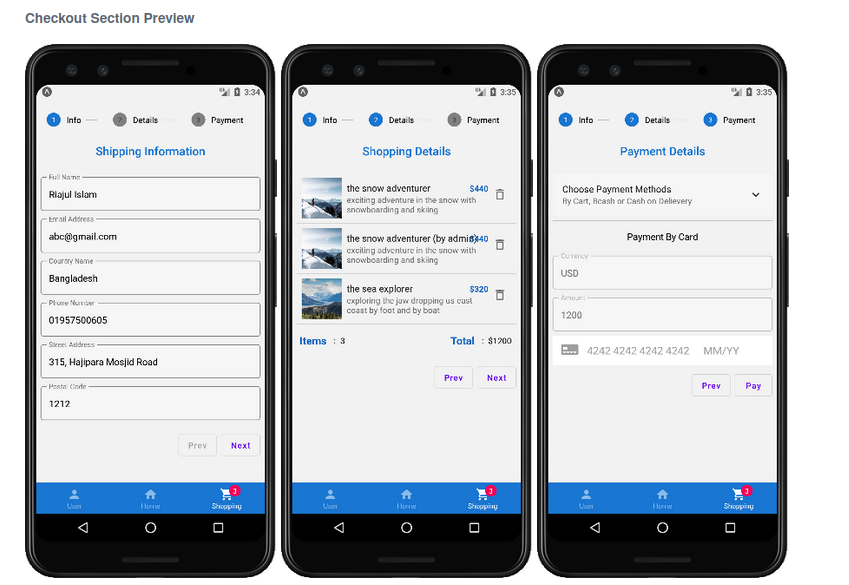 Checkout Section Preview
3:34
1 Info 2 Details 3 Payment
Shipping Information
Full Name
Riajul Islam
Email Address
abc@gmail.com
Country Name
Bangladesh
Phone Number
01957500605
Street Address
315, Hajipara Mosjid Road
Postal Code
1212
Prev Next
User Home Shopping 3
3:35
1 Info 2 Details 3 Payment
Shopping Details
the snow adventurer $440
exciting adventure in the snow with
snowboarding and skiing
the snow adventurer (by admin) $440
exciting adventure in the snow with
snowboarding and skiing
the sea explorer $320
exploring the jaw dropping us east
coast by foot and by boat
Items : 3 Total : $1200
Prev Next
User Home Shopping 3
3:35
1 Info 2 Details 3 Payment
Payment Details
Choose Payment Methods
By Cart, Bcash or Cash on Delievery
Payment By Card
Currency
USD
Amount
1200
4242 4242 4242 4242 MM/YY
Prev Pay
User Home Shopping 3